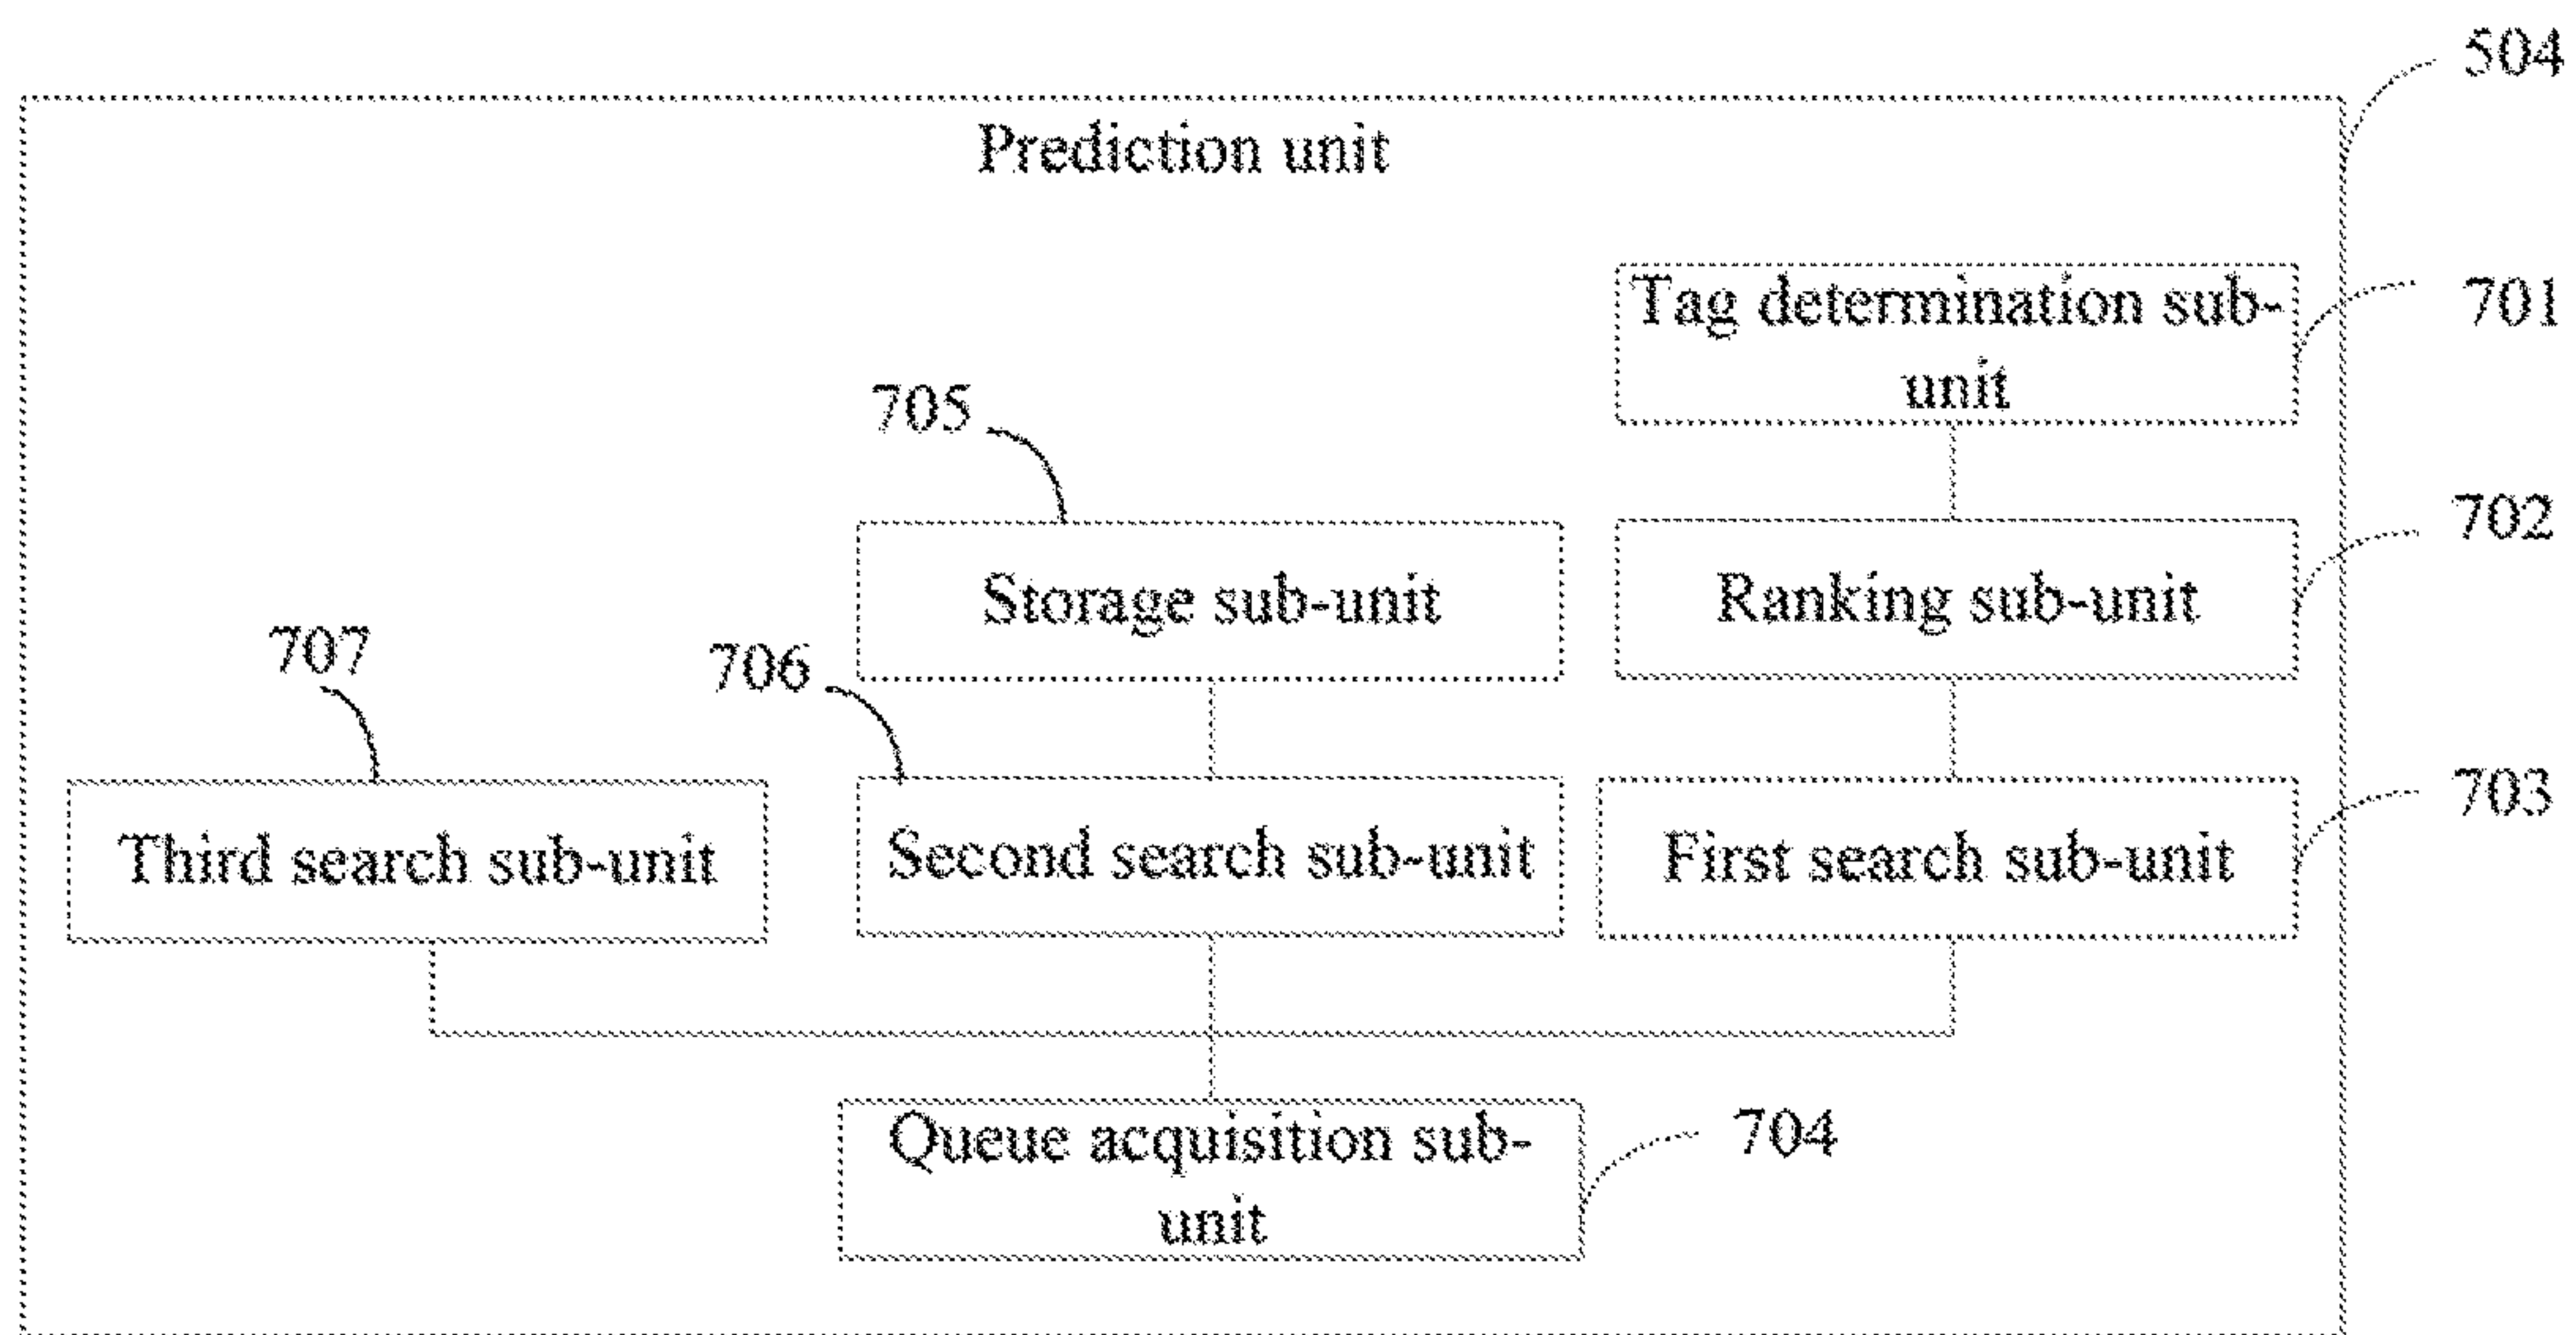 504
Prediction unit
Tag determination sub-
unit
701
705
Storage sub-unit
Ranking sub-unit
702
707
706
Third search sub-unit
Second search sub-unit
First search sub-unit
703
Queue acquisition sub-
unit
704